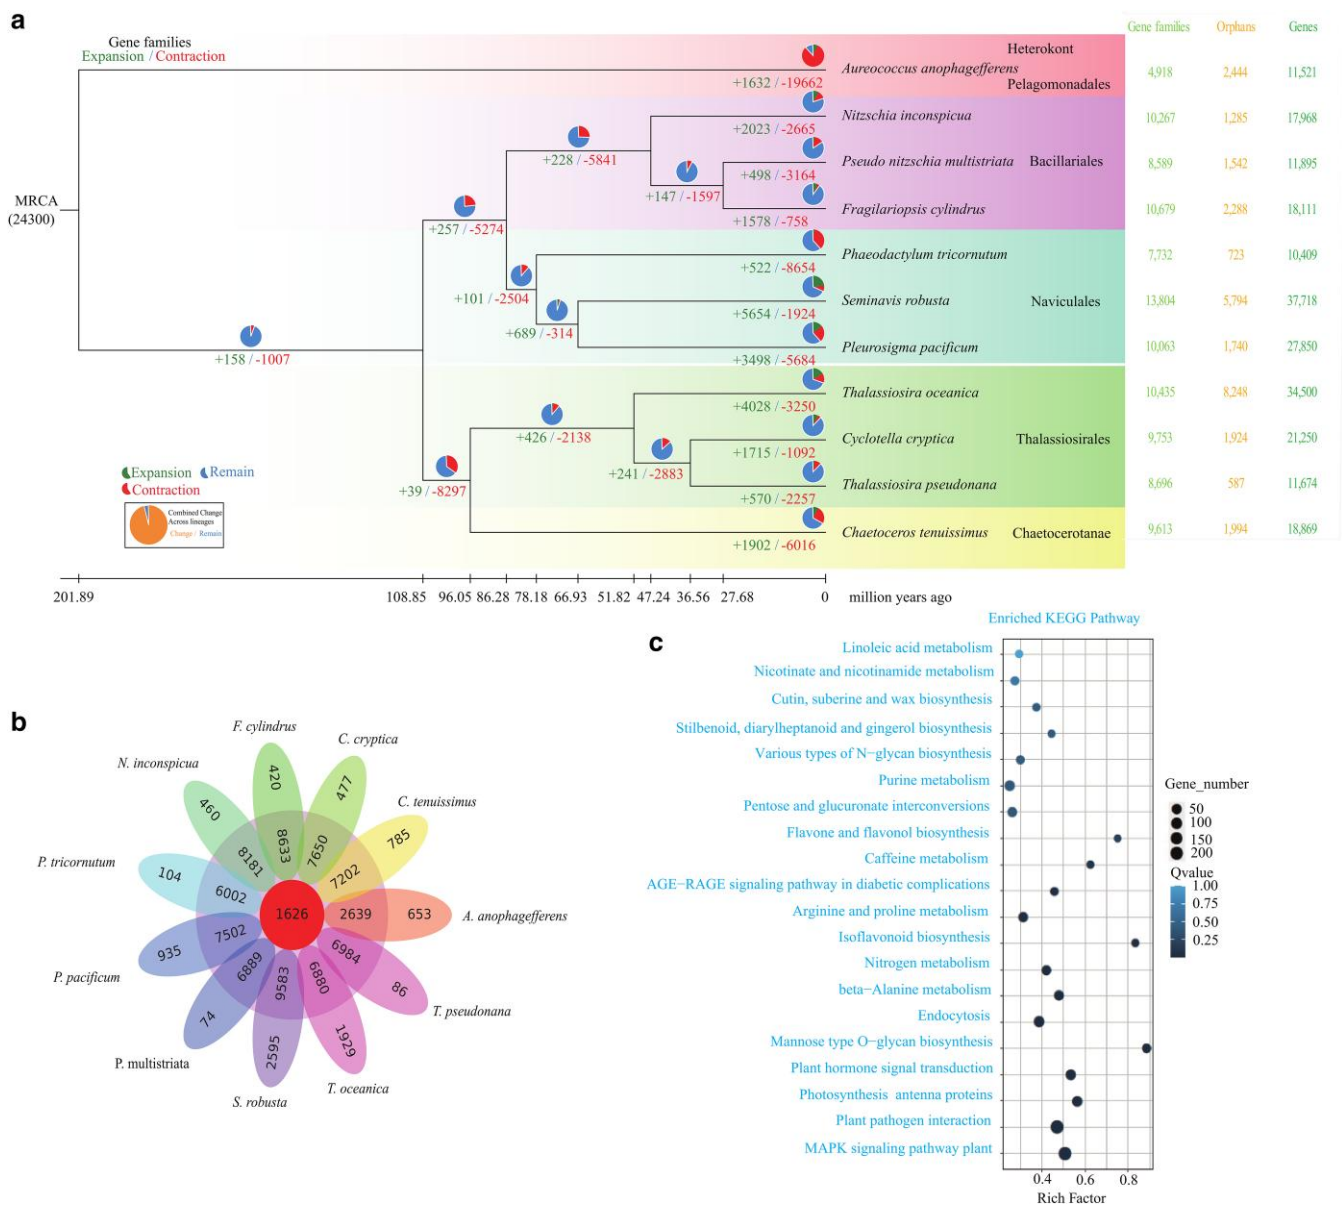 a
Gene families
Expansion / Contraction
Gene families Orphans Genes
Heterokont
Aureococcus anophagefferens
Pelagomonadales
+1632 / -19662
4,918 2,444 11,521
Nitzschia inconspicua
+2023 / -2665
10,267 1,285 17,968
+228 / -5841
Pseudo nitzschia multistriata Bacillariales
+498 / -3164
8,589 1,542 11,895
+147 / -1597
Fragilariopsis cylindrus
+1578 / -758
10,679 2,288 18,111
MRCA
(24300)
+257 / -5274
Phaeodactylum tricornutum
+522 / -8654
7,732 723 10,409
+101 / -2504
Seminavis robusta Naviculales
+5654 / -1924
13,804 5,794 37,718
+689 / -314
Pleurosigma pacificum
+3498 / -5684
10,063 1,740 27,850
+158 / -1007
Thalassiosira oceanica
+4028 / -3250
10,435 8,248 34,500
+426 / -2138
Cyclotella cryptica Thalassiosirales
+1715 / -1092
9,753 1,924 21,250
+241 / -2883
Thalassiosira pseudonana
+570 / -2257
8,696 587 11,674
+39 / -8297
Chaetoceros tenuissimus Chaetocerotanae
+1902 / -6016
9,613 1,994 18,869
Expansion Remain
Contraction
Combined Change
Across lineages
Change / Remain
201.89 108.85 96.05 86.28 78.18 66.93 51.82 47.24 36.56 27.68 0 million years ago
b
F. cylindrus
420
8633
C. cryptica
477
7650
C. tenuissimus
785
7202
A. anophagefferens
653
2639
T. pseudonana
86
6984
T. oceanica
1929
6880
S. robusta
2595
9583
P. multistriata
74
6889
P. pacificum
935
7502
P. tricornutum
104
6002
N. inconspicua
460
8181
1626
c
Enriched KEGG Pathway
Linoleic acid metabolism
Nicotinate and nicotinamide metabolism
Cutin, suberine and wax biosynthesis
Stilbenoid, diarylheptanoid and gingerol biosynthesis
Various types of N−glycan biosynthesis
Purine metabolism
Pentose and glucuronate interconversions
Flavone and flavonol biosynthesis
Caffeine metabolism
AGE−RAGE signaling pathway in diabetic complications
Arginine and proline metabolism
Isoflavonoid biosynthesis
Nitrogen metabolism
beta−Alanine metabolism
Endocytosis
Mannose type O−glycan biosynthesis
Plant hormone signal transduction
Photosynthesis antenna proteins
Plant pathogen interaction
MAPK signaling pathway plant
0.4 0.6 0.8
Rich Factor
Gene_number
50
100
150
200
Qvalue
1.00
0.75
0.50
0.25